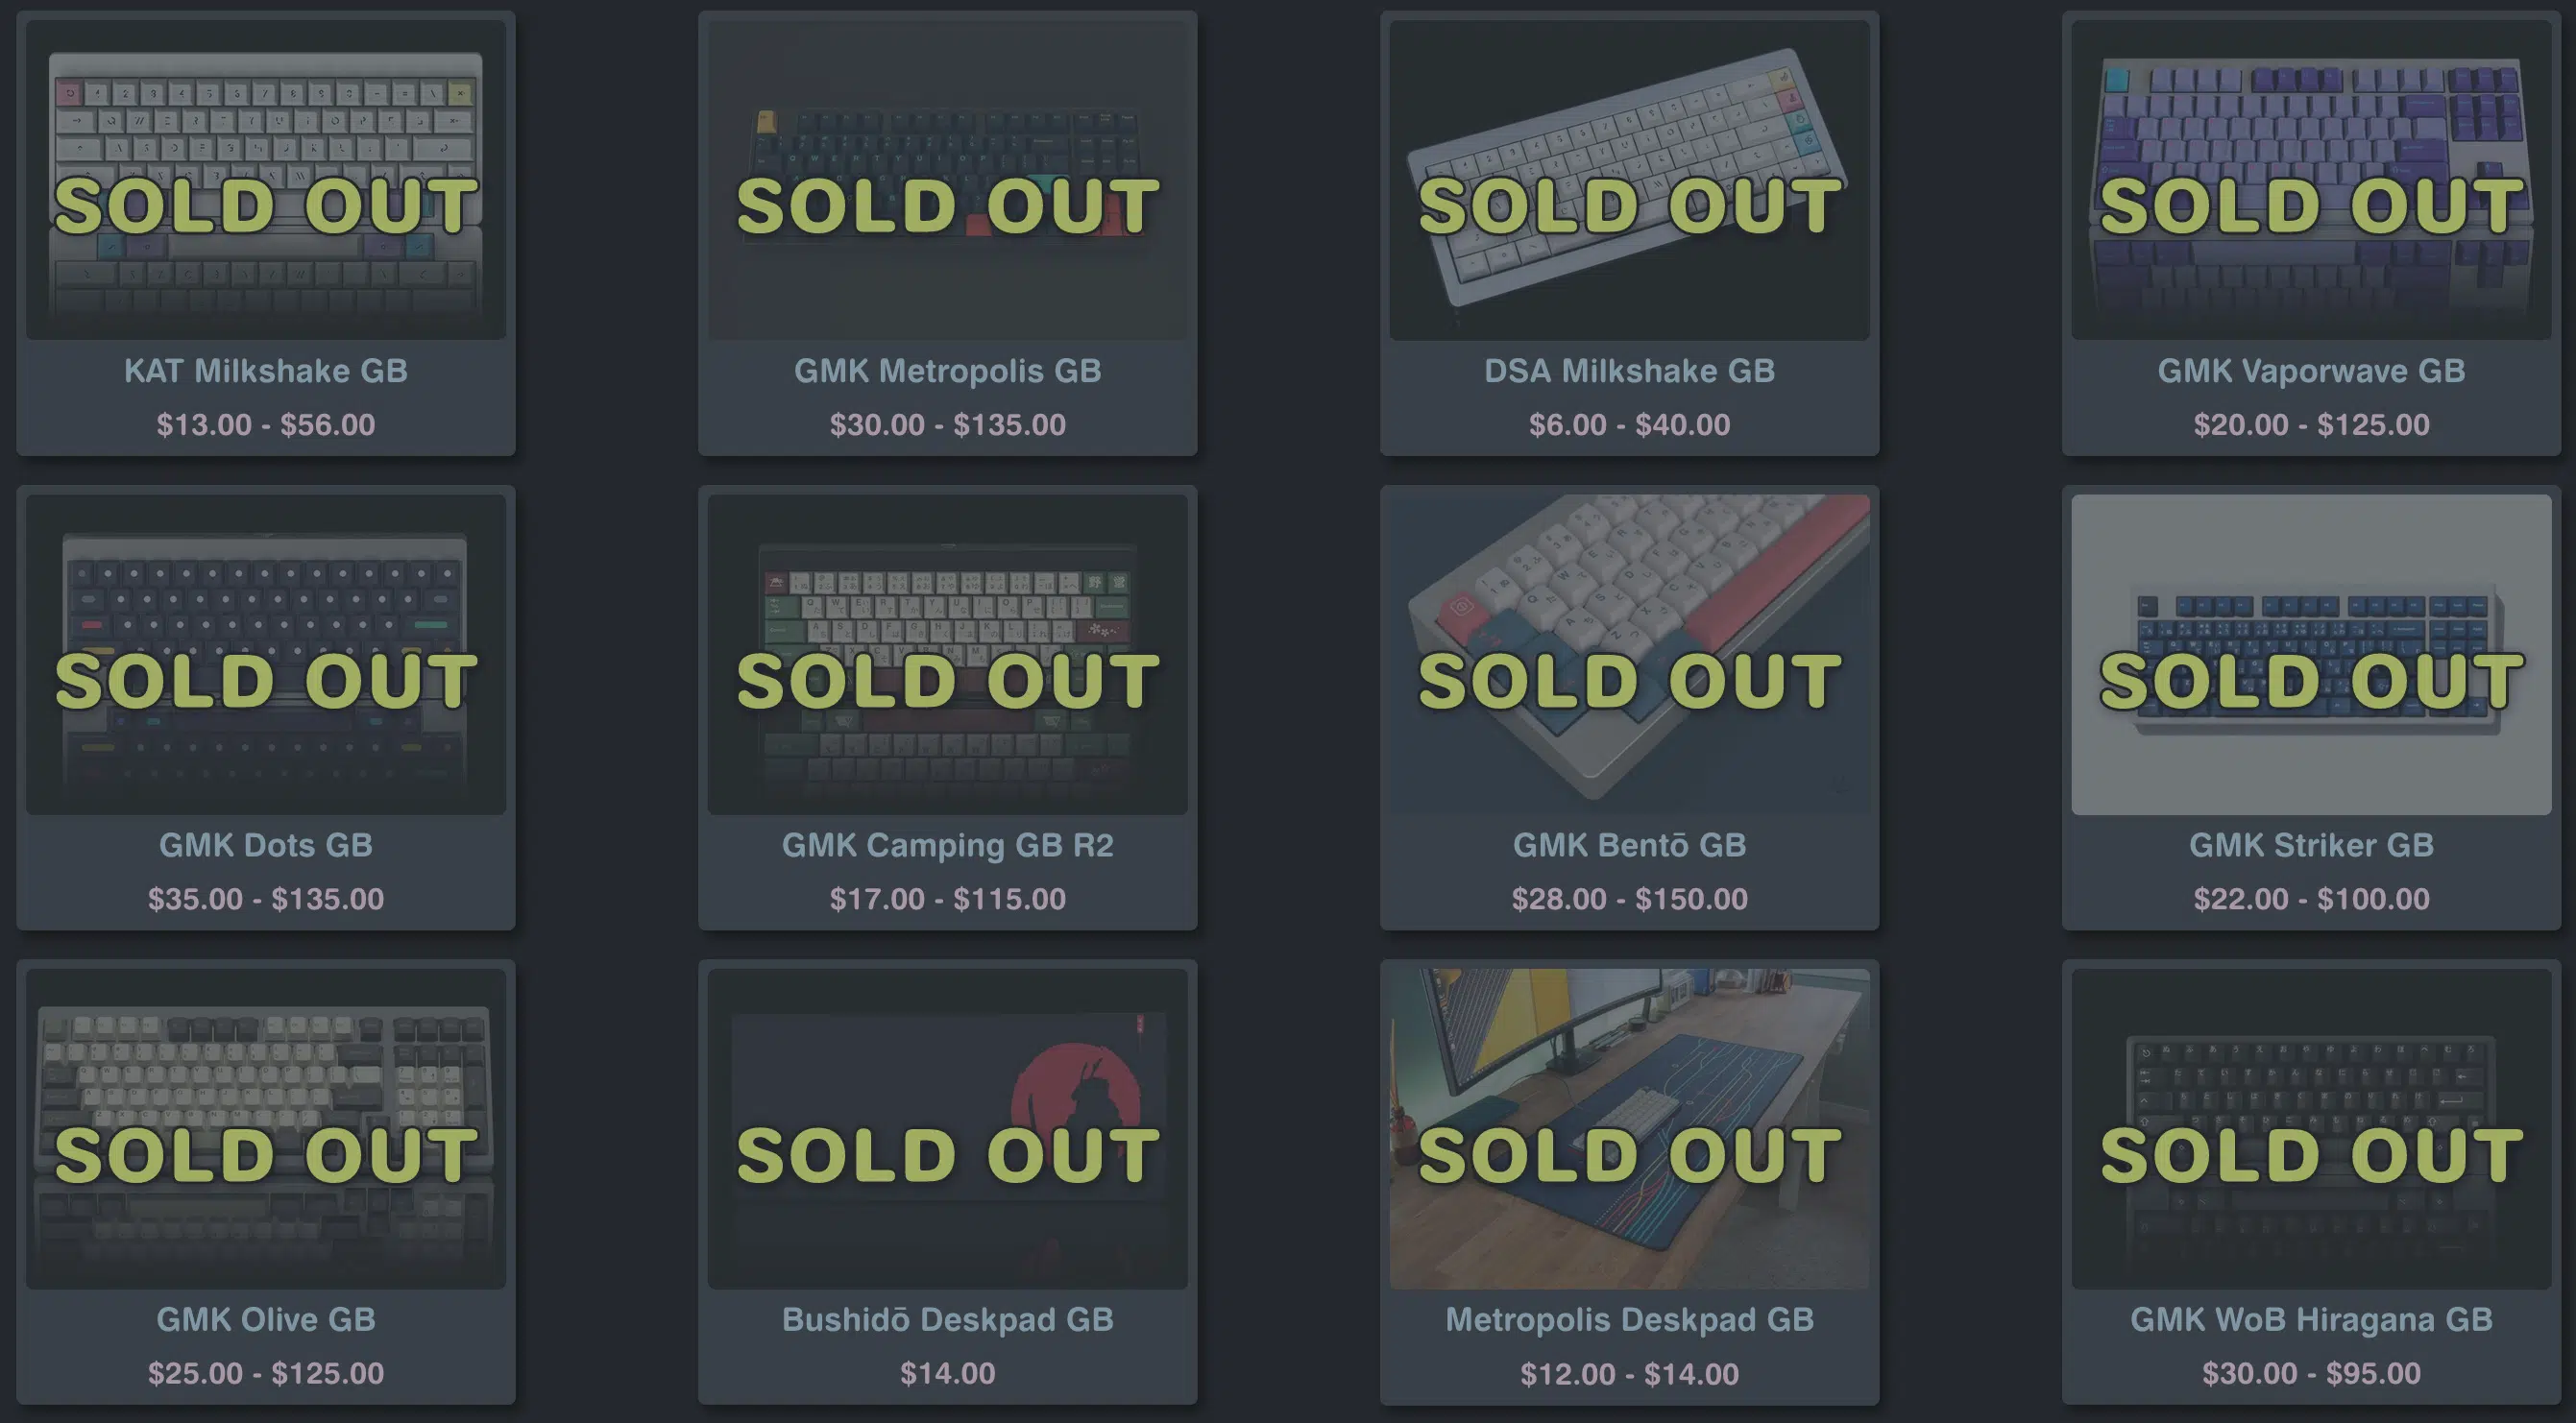 SOLD OUT
KAT Milkshake GB
$13.00 - $56.00
SOLD OUT
GMK Metropolis GB
$30.00 - $135.00
SOLD OUT
DSA Milkshake GB
$6.00 - $40.00
SOLD OUT
GMK Vaporwave GB
$20.00 - $125.00
SOLD OUT
GMK Dots GB
$35.00 - $135.00
SOLD OUT
GMK Camping GB R2
$17.00 - $115.00
SOLD OUT
GMK Bentō GB
$28.00 - $150.00
SOLD OUT
GMK Striker GB
$22.00 - $100.00
SOLD OUT
GMK Olive GB
$25.00 - $125.00
SOLD OUT
Bushidō Deskpad GB
$14.00
SOLD OUT
Metropolis Deskpad GB
$12.00 - $14.00
SOLD OUT
GMK WoB Hiragana GB
$30.00 - $95.00